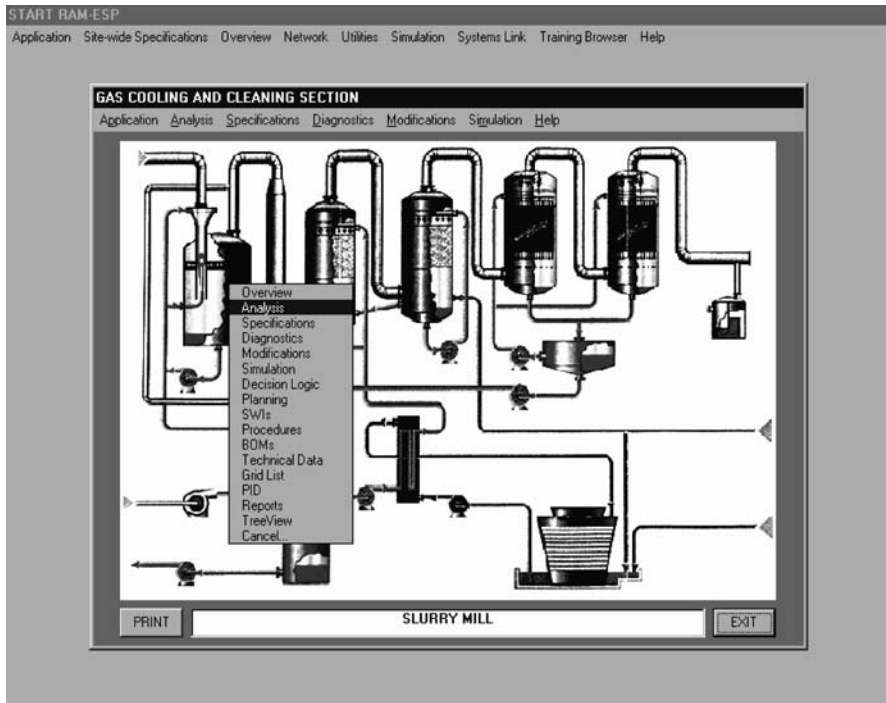 START RAM-ESP
Application Site-wide Specifications Overview Network Utilities Simulation Systems Link Training Browser Help
GAS COOLING AND CLEANING SECTION
Application Analysis Specifications Diagnostics Modifications Simulation Help
Overview
Analysis
Specifications
Diagnostics
Modifications
Simulation
Decision Logic
Planning
SWIs
Procedures
BOMs
Technical Data
Grid List
PID
Reports
TreeView
Cancel...
PRINT SLURRY MILL EXIT